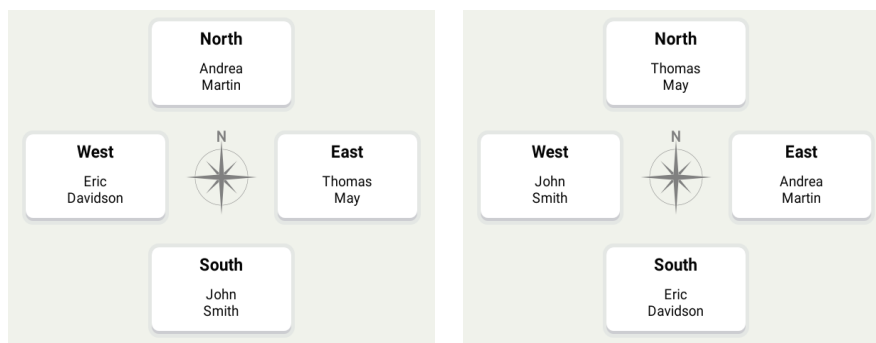 North
Andrea
Martin
N
West
Eric
Davidson
East
Thomas
May
South
John
Smith
North
Thomas
May
N
West
John
Smith
East
Andrea
Martin
South
Eric
Davidson